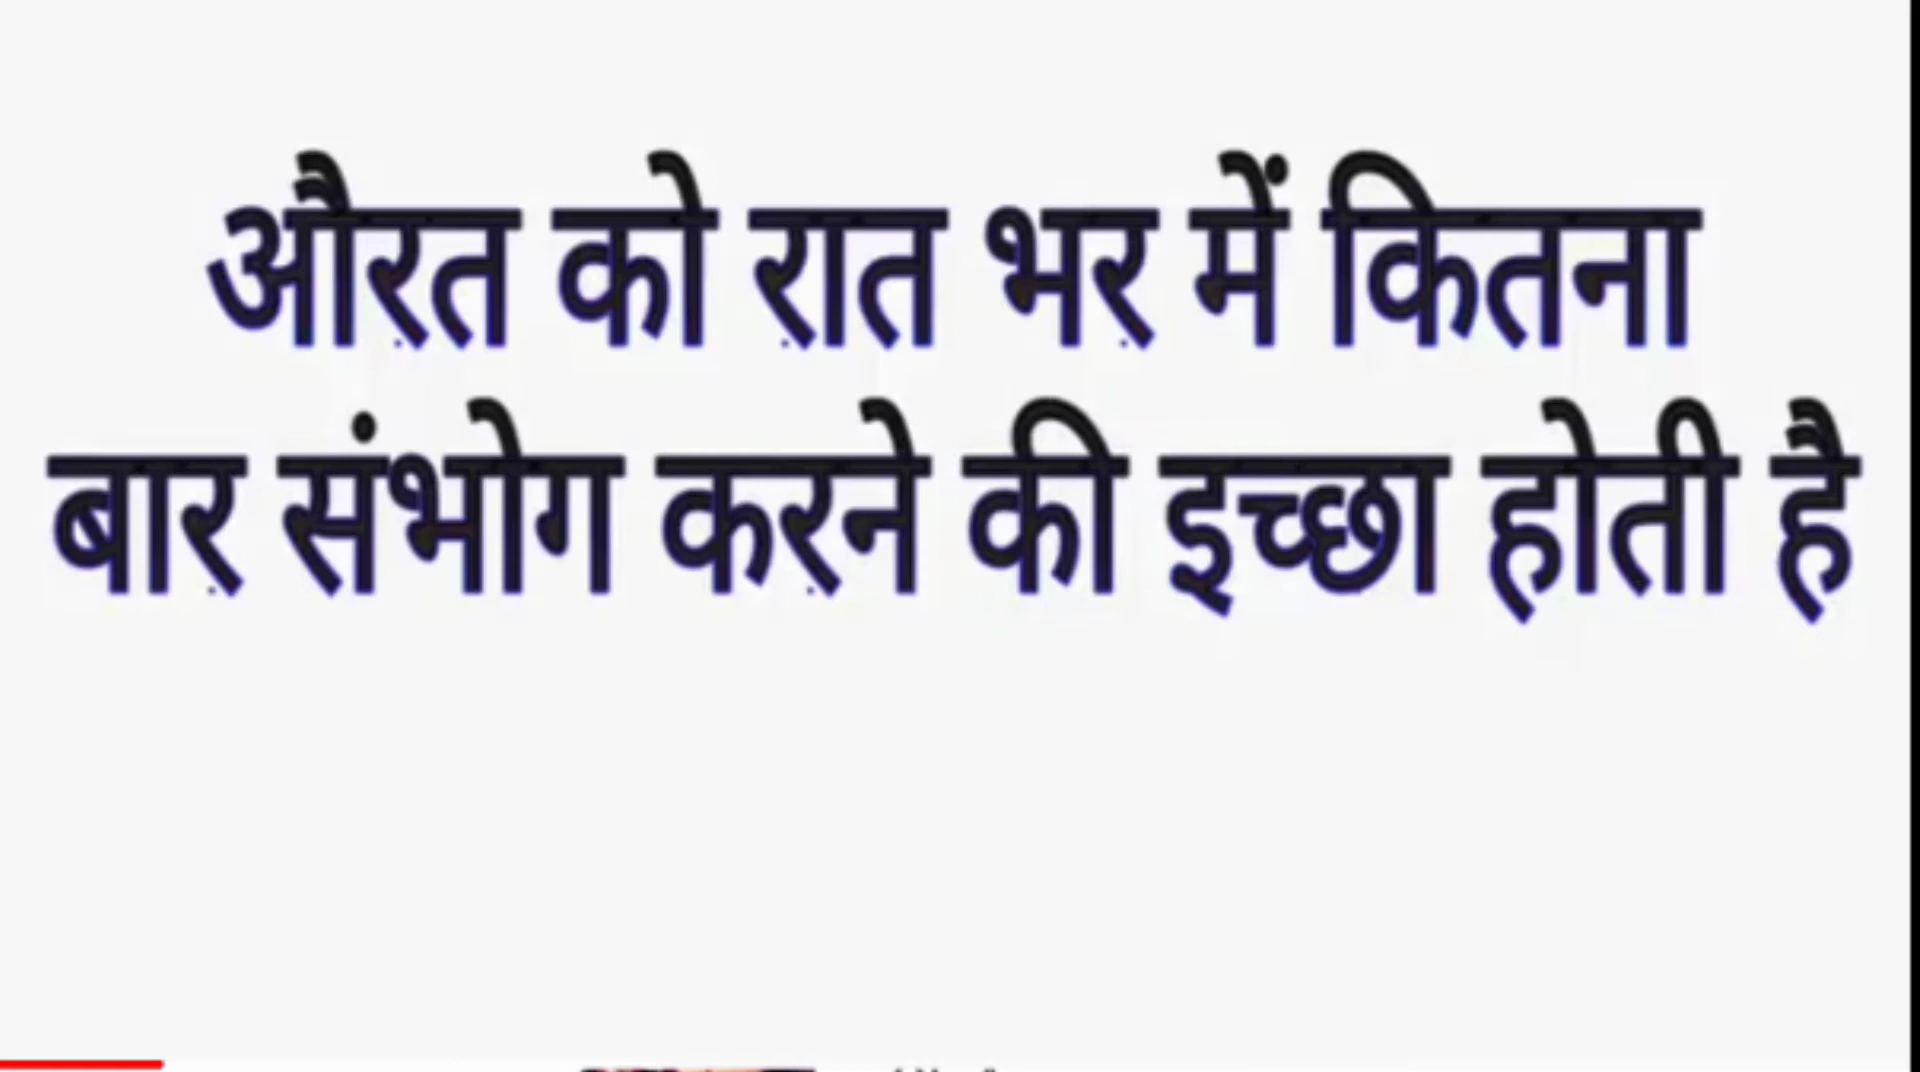 औरत को रात भर में कितना
बार संभोग करने की इच्छा होती है